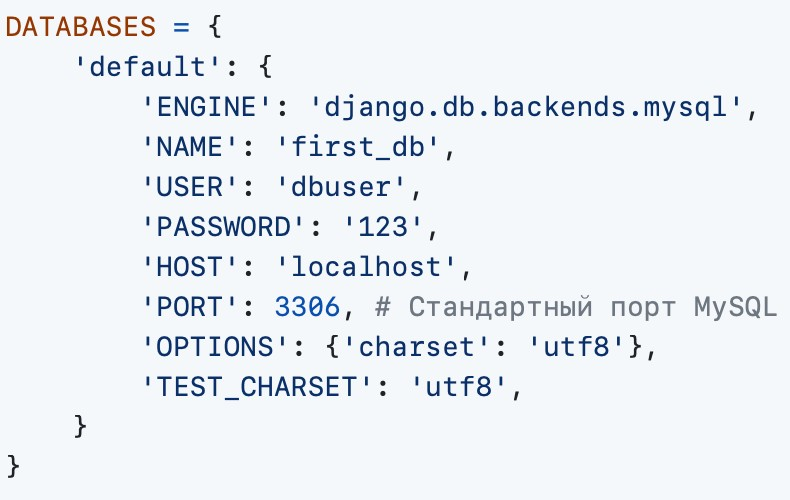 DATABASES = {
    'default': {
        'ENGINE': 'django.db.backends.mysql',
        'NAME': 'first_db',
        'USER': 'dbuser',
        'PASSWORD': '123',
        'HOST': 'localhost',
        'PORT': 3306, # Стандартный порт MySQL
        'OPTIONS': {'charset': 'utf8'},
        'TEST_CHARSET': 'utf8',
    }
}